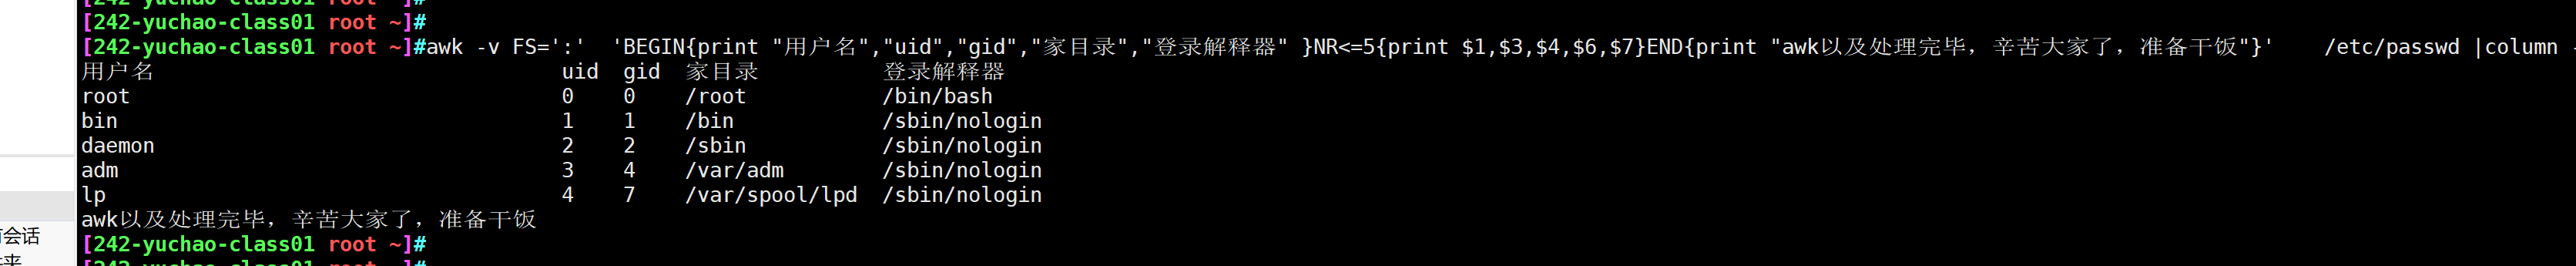 [242-yuchao-class01 root ~]#
[242-yuchao-class01 root ~]#awk -v FS=':'  'BEGIN{print "用户名","uid","gid","家目录","登录解释器" }NR<=5{print $1,$3,$4,$6,$7}END{print "awk以及处理完毕，辛苦大家了，准备干饭"}'    /etc/passwd |column
用户名 uid gid 家目录 登录解释器
root 0 0 /root /bin/bash
bin 1 1 /bin /sbin/nologin
daemon 2 2 /sbin /sbin/nologin
adm 3 4 /var/adm /sbin/nologin
lp 4 7 /var/spool/lpd /sbin/nologin
awk以及处理完毕，辛苦大家了，准备干饭
[242-yuchao-class01 root ~]#
会话